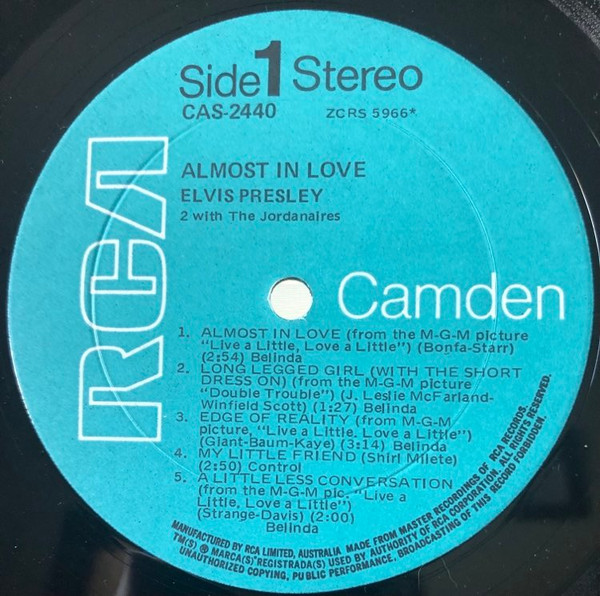 Side 1 Stereo
CAS-2440 ZCRS 5966*
ALMOST IN LOVE
ELVIS PRESLEY
2 with The Jordanaires
RCA
Camden
1. ALMOST IN LOVE (from the M-G-M picture
"Live a Little, Love a Little") (Bonfa-Starr)
(2:54) Belinda
2. LONG LEGGED GIRL (WITH THE SHORT
DRESS ON) (from the M-G-M picture
"Double Trouble") (J. Leslie McFarland-
Winfield Scott) (1:27) Belinda
3. EDGE OF REALITY (from M-G-M
picture, "Live a Little, Love a Little")
(Giant-Baum-Kaye) (3:14) Belinda
4. MY LITTLE FRIEND (Shirl Milete)
(2:50) Control
5. A LITTLE LESS CONVERSATION
(from the M-G-M pic. "Live a
Little, Love a Little")
(Strange-Davis) (2:00)
Belinda
MANUFACTURED BY RCA LIMITED, AUSTRALIA MADE FROM MASTER RECORDINGS OF RCA RECORDS.
TM(S) ® MARCA(S) REGISTRADA(S) USED BY AUTHORITY OF RCA CORPORATION. ALL RIGHTS RESERVED.
UNAUTHORIZED COPYING, PUBLIC PERFORMANCE, BROADCASTING OF THIS RECORD FORBIDDEN.